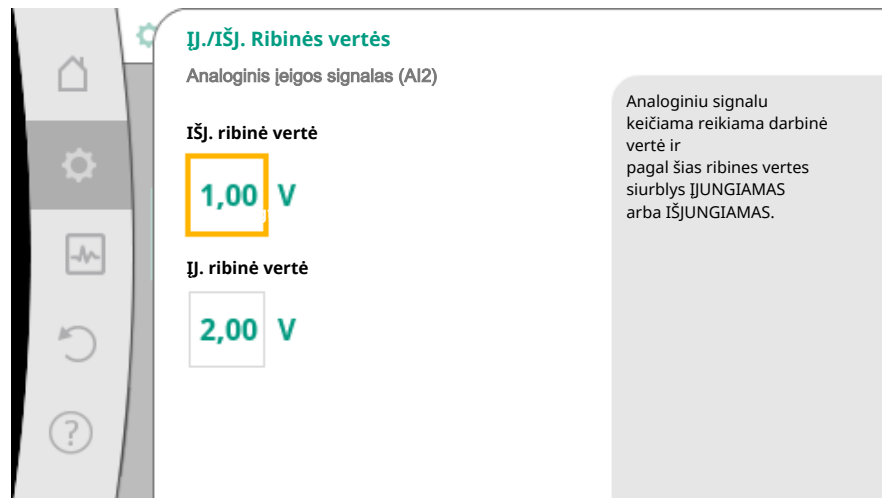 ĮJ./IŠJ. Ribinės vertės
Analoginis įeigos signalas (AI2)
IŠJ. ribinė vertė
1,00 V
ĮJ. ribinė vertė
2,00 V
Analoginiu signalu
keičiama reikiama darbinė
vertė ir
pagal šias ribines vertes
siurblys ĮJUNGIAMAS
arba IŠJUNGIAMAS.
?